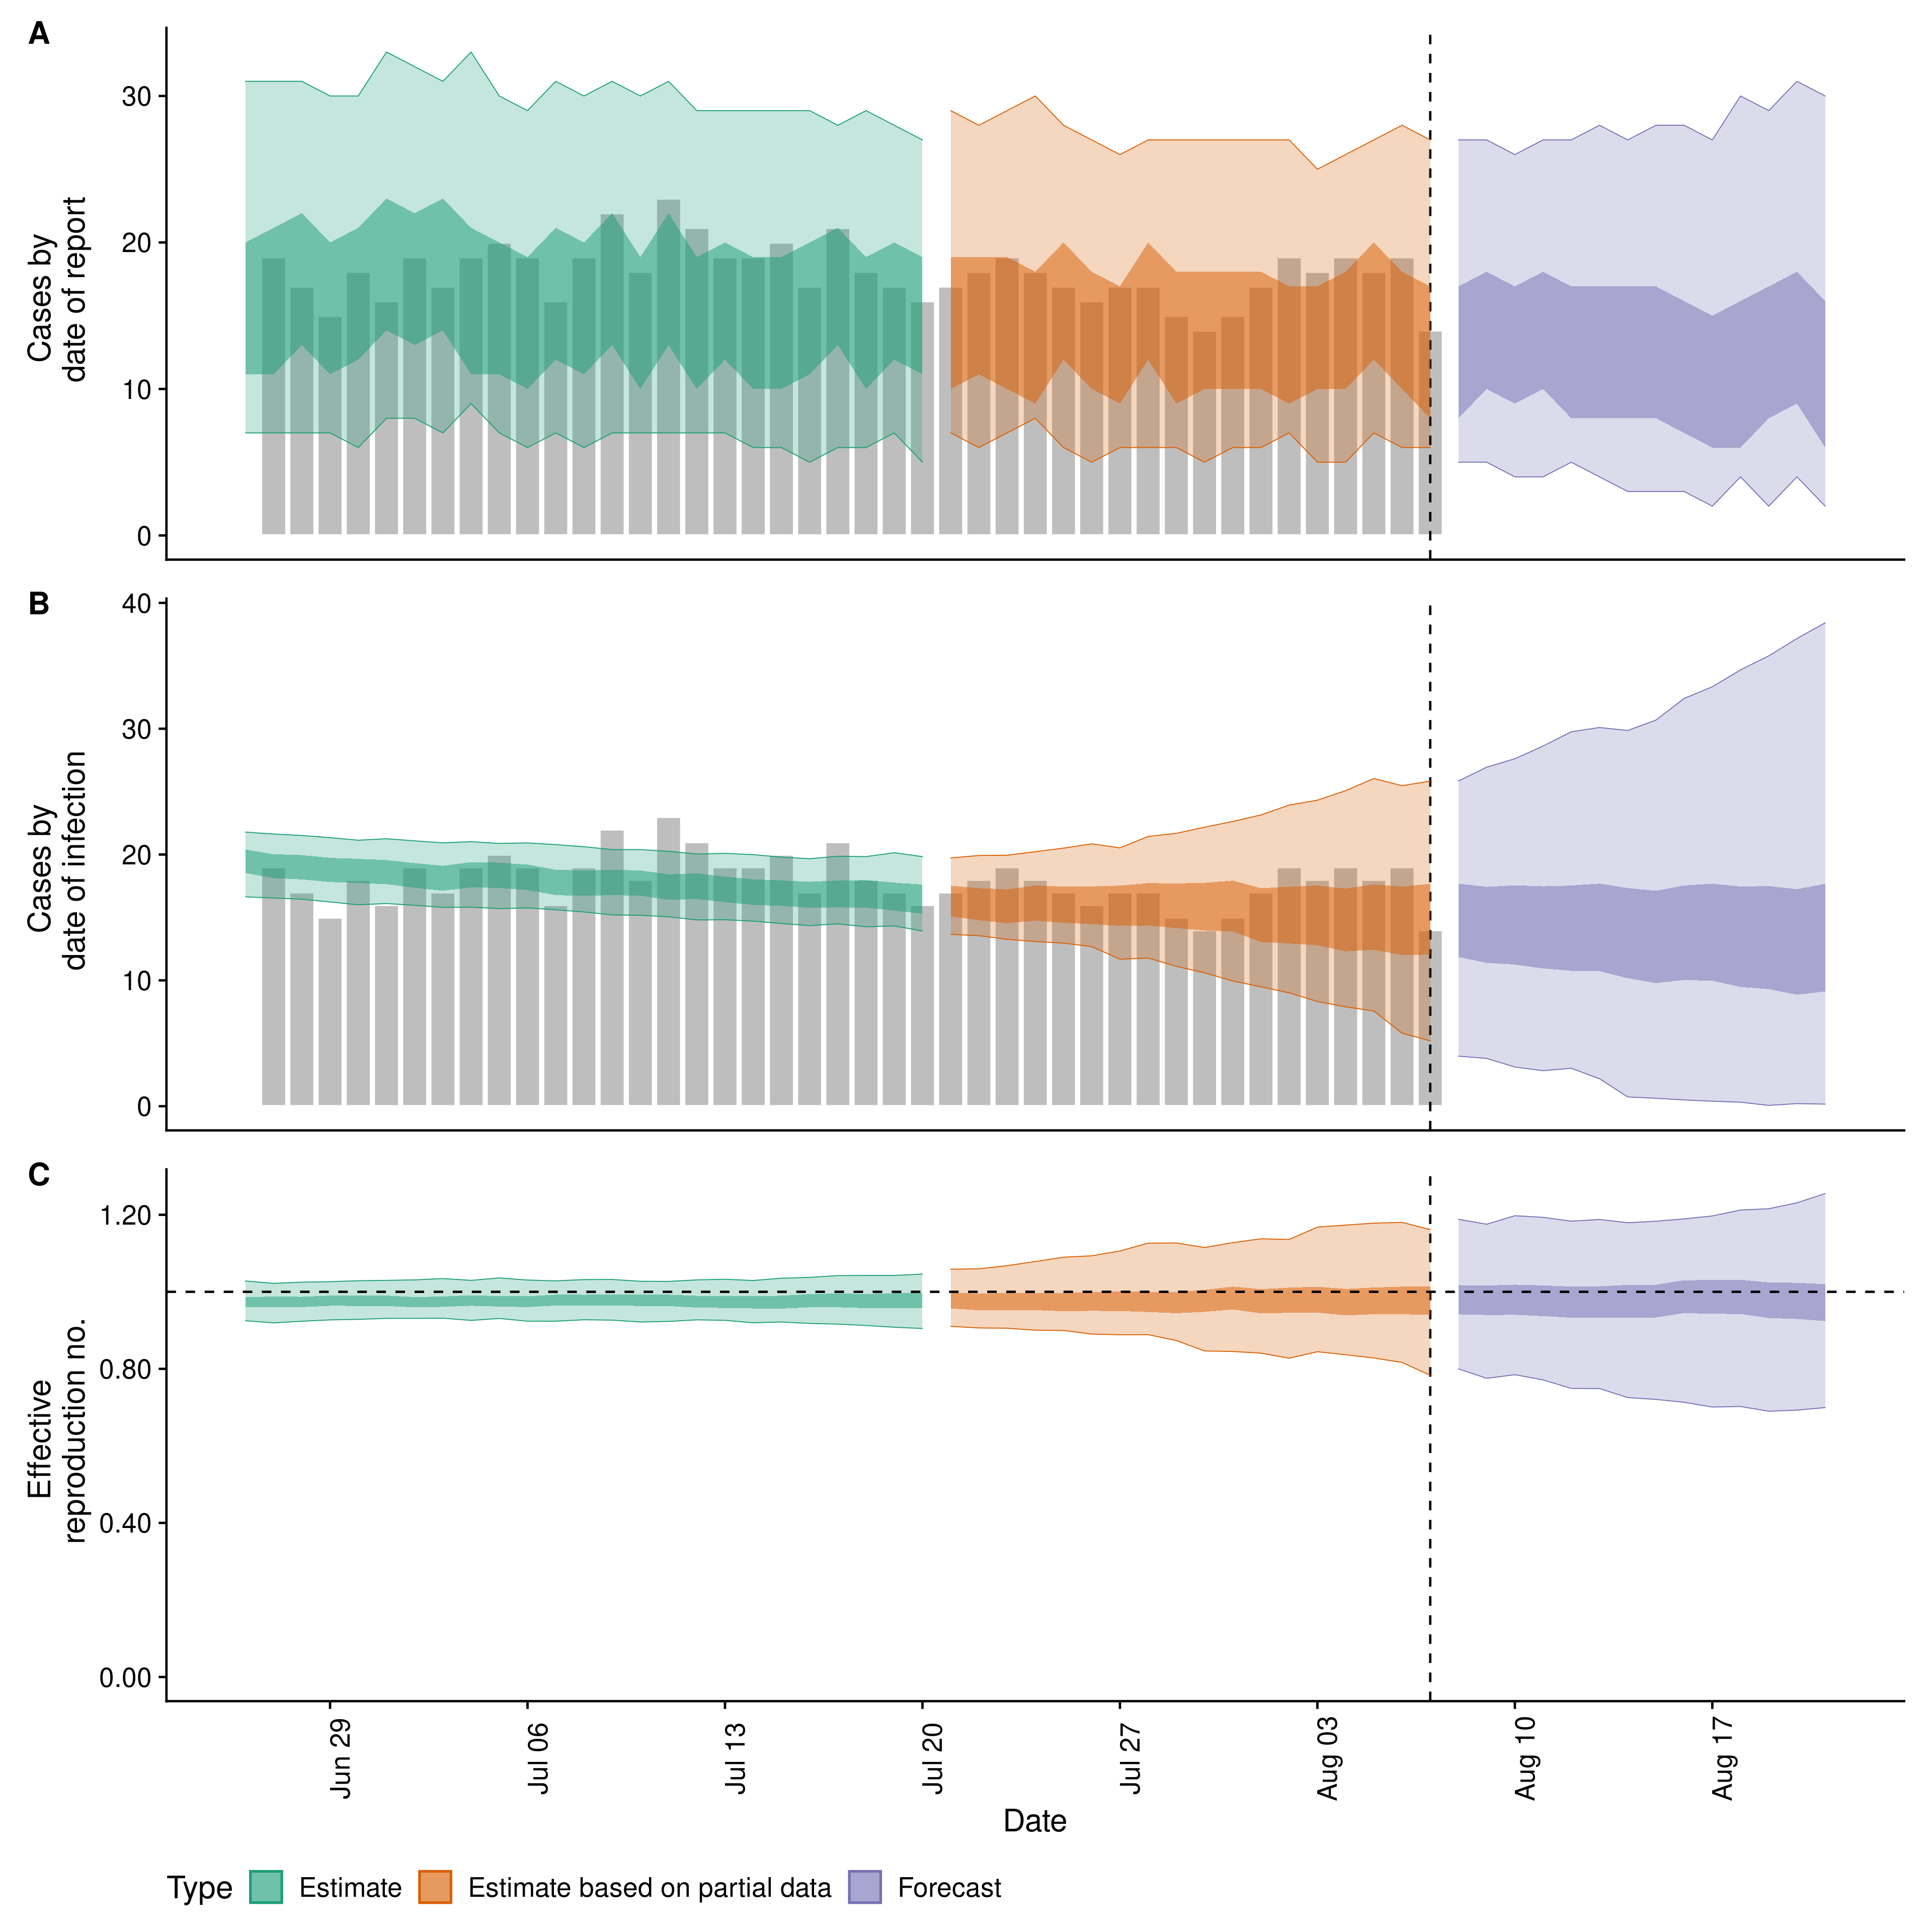 A
Cases by
date of report
30
20
10
0
B
Cases by
date of infection
40
30
20
10
0
C
Effective
reproduction no.
1.20
0.80
0.40
0.00
Jun 29
Jul 06
Jul 13
Jul 20
Jul 27
Aug 03
Aug 10
Aug 17
Date
Type Estimate Estimate based on partial data Forecast